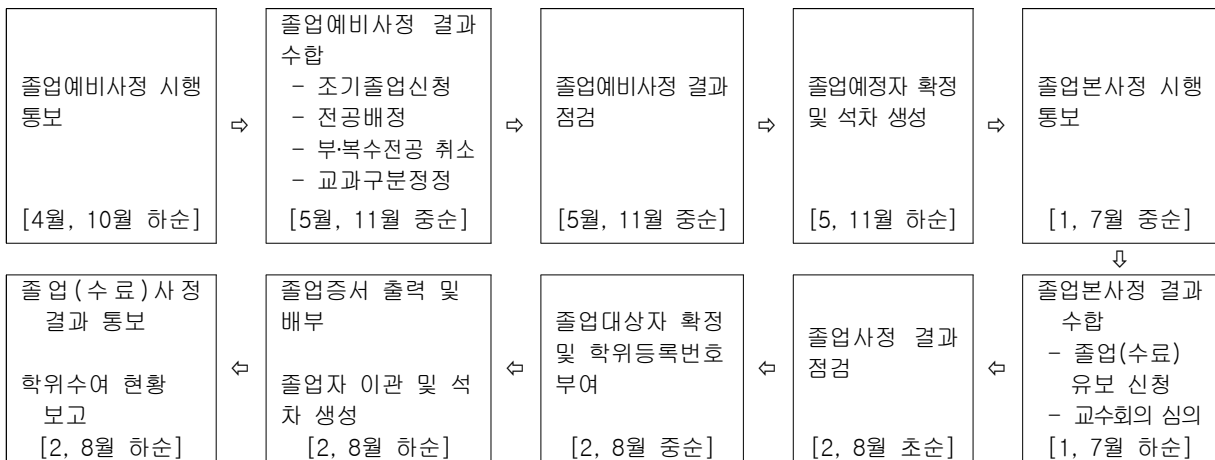 졸업예비사정 시행
통보
[4월, 10월 하순]
⇨
졸업예비사정 결과
수합
- 조기졸업신청
- 전공배정
- 부·복수전공 취소
- 교과구분정정
[5월, 11월 중순]
⇨
졸업예비사정 결과
점검
[5월, 11월 중순]
⇨
졸업예정자 확정
및 석차 생성
[5, 11월 하순]
⇨
졸업본사정 시행
통보
[1, 7월 중순]
⇩
졸업본사정 결과
수합
- 졸업(수료)
유보 신청
- 교수회의 심의
[1, 7월 하순]
⇦
졸업사정 결과
점검
[2, 8월 초순]
⇦
졸업대상자 확정
및 학위등록번호
부여
[2, 8월 중순]
⇦
졸업증서 출력 및
배부
졸업자 이관 및 석
차 생성
[2, 8월 하순]
⇦
졸업(수료)사정
결과 통보
학위수여 현황
보고
[2, 8월 하순]